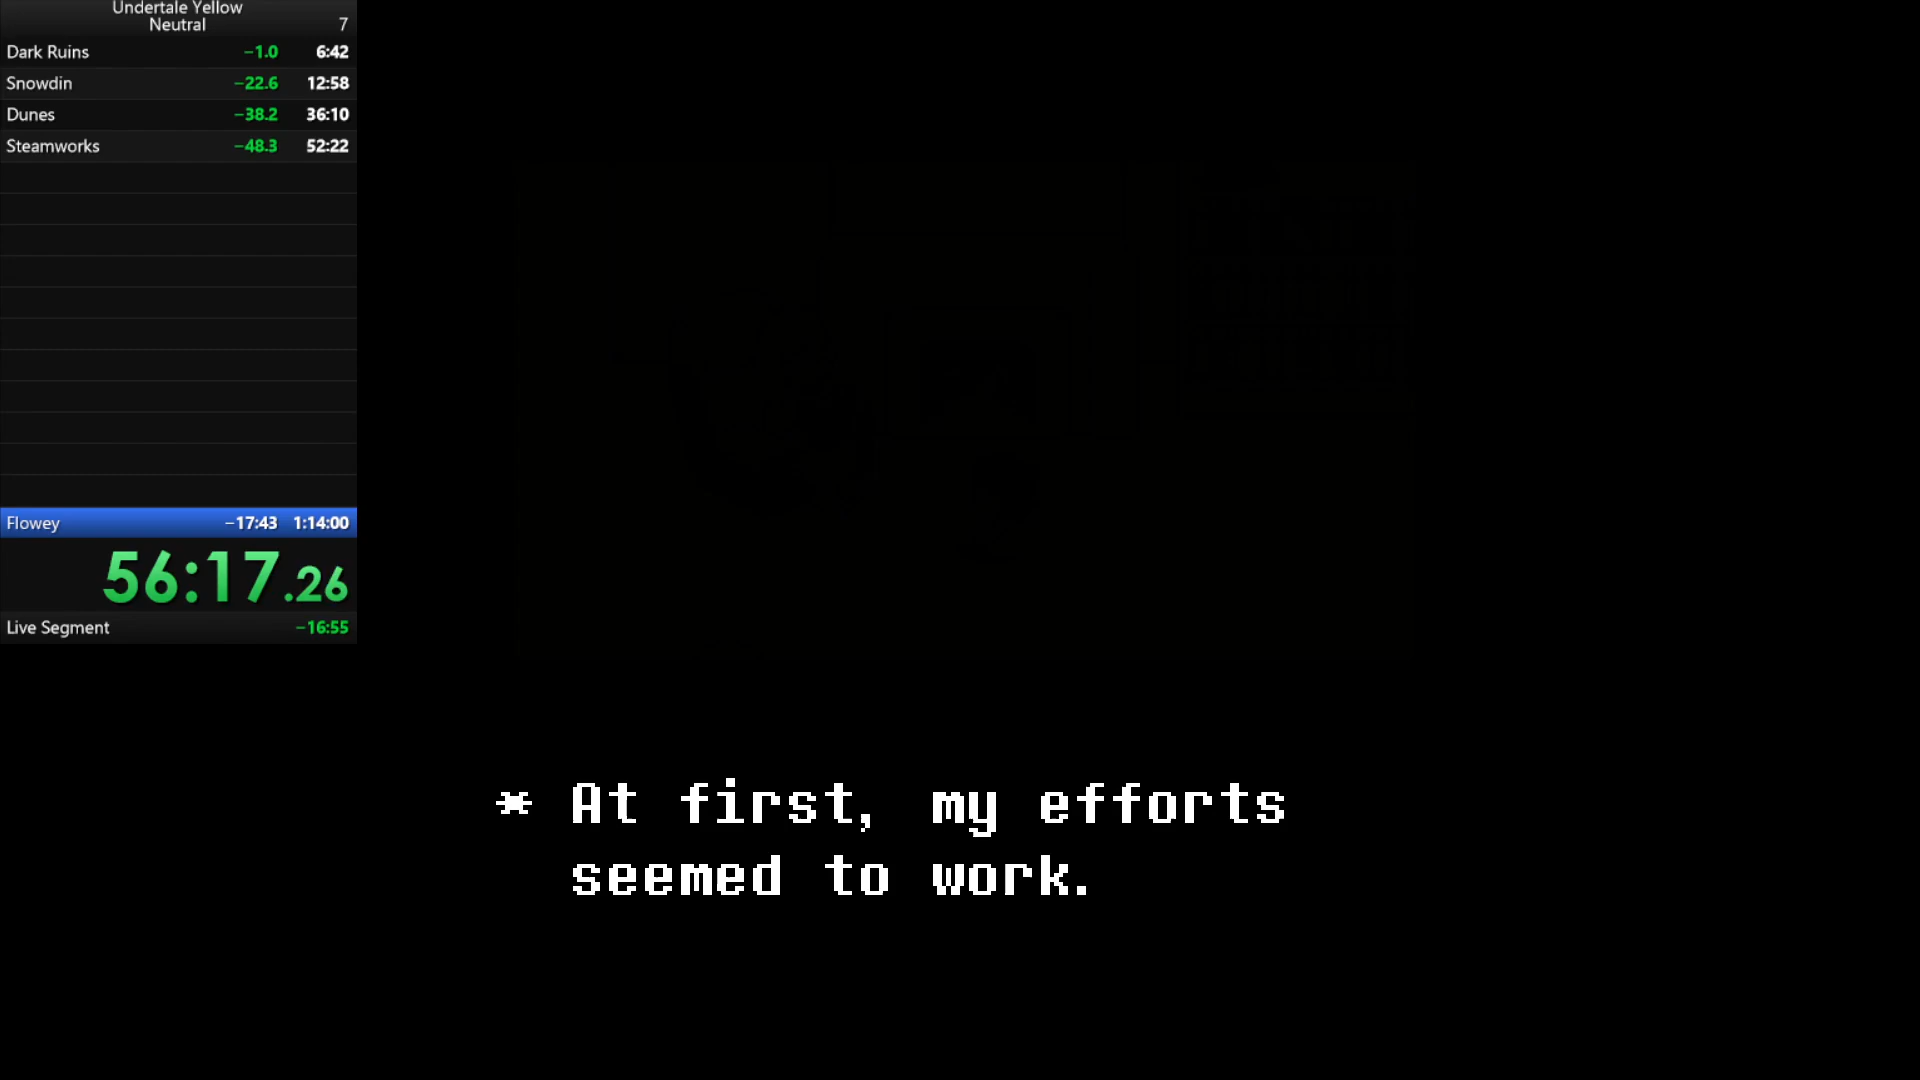 Undertale Yellow
Neutral 7
Dark Ruins −1.0 6:42
Snowdin −22.6 12:58
Dunes −38.2 36:10
Steamworks −48.3 52:22
Flowey −17:43 1:14:00
56:17.26
Live Segment −16:55
* At first, my efforts
seemed to work.